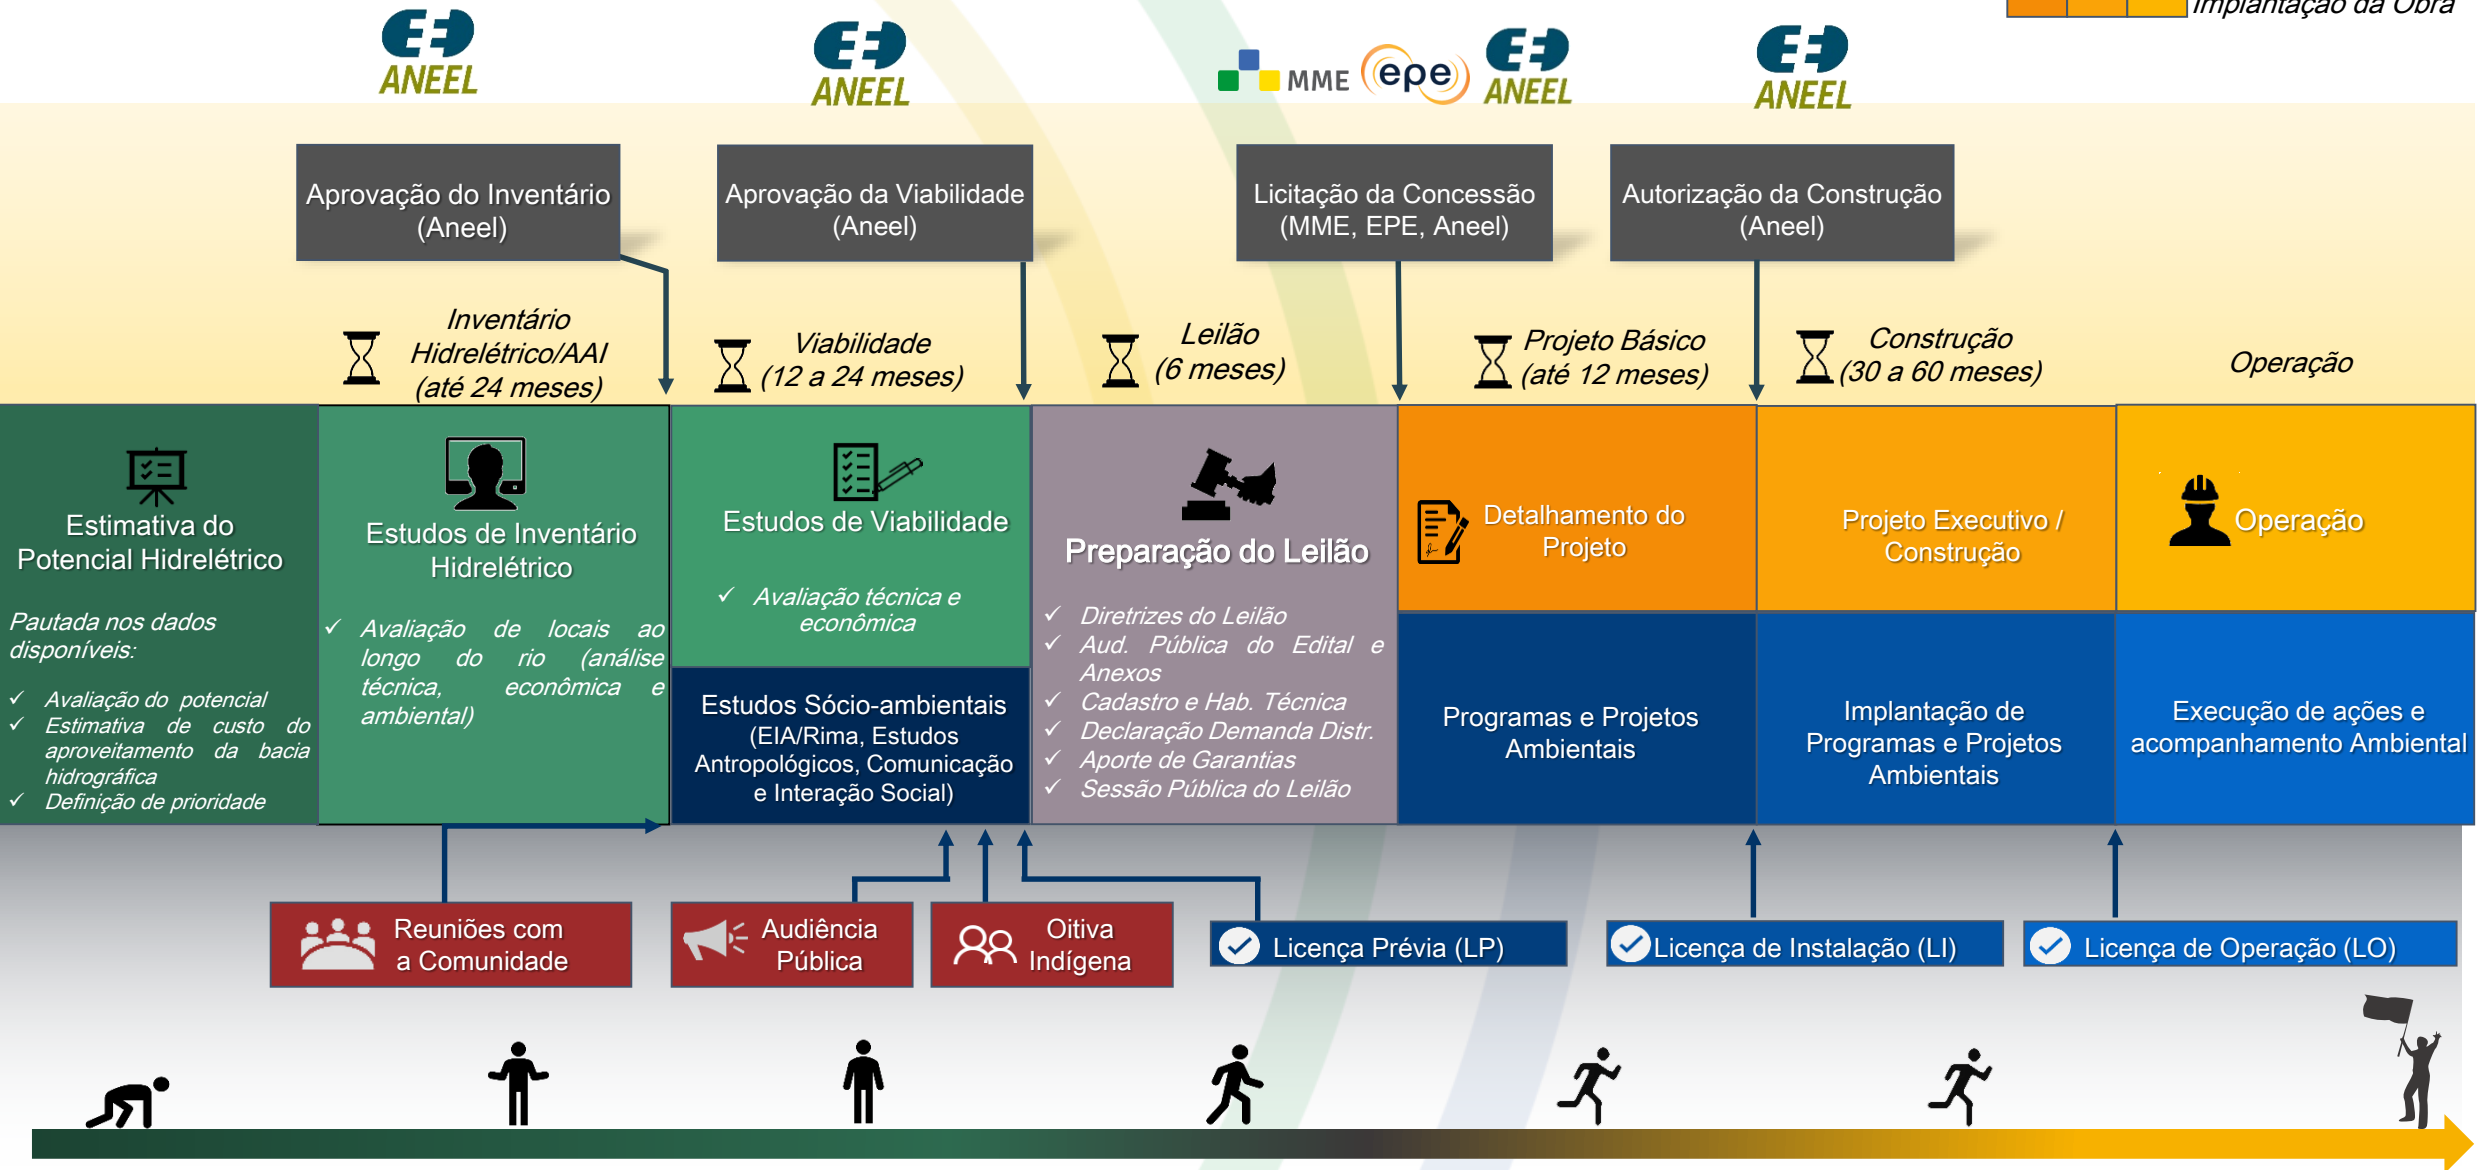 Implantação da Obra
ANEEL
ANEEL
MME
epe
ANEEL
ANEEL
Aprovação do Inventário
(Aneel)
Aprovação da Viabilidade
(Aneel)
Licitação da Concessão
(MME, EPE, Aneel)
Autorização da Construção
(Aneel)
Inventário
Hidrelétrico/AAI
(até 24 meses)
Viabilidade
(12 a 24 meses)
Leilão
(6 meses)
Projeto Básico
(até 12 meses)
Construção
(30 a 60 meses)
Operação
Estimativa do
Potencial Hidrelétrico
Pautada nos dados
disponíveis:
✓ Avaliação do potencial
✓ Estimativa de custo do
aproveitamento da bacia
hidrográfica
✓ Definição de prioridade
Estudos de Inventário
Hidrelétrico
✓ Avaliação de locais ao
longo do rio (análise
técnica, econômica e
ambiental)
Estudos de Viabilidade
✓ Avaliação técnica e
econômica
Estudos Sócio-ambientais
(EIA/Rima, Estudos
Antropológicos, Comunicação
e Interação Social)
Preparação do Leilão
✓ Diretrizes do Leilão
✓ Aud. Pública do Edital e
Anexos
✓ Cadastro e Hab. Técnica
✓ Declaração Demanda Distr.
✓ Aporte de Garantias
✓ Sessão Pública do Leilão
Detalhamento do
Projeto
Programas e Projetos
Ambientais
Projeto Executivo /
Construção
Implantação de
Programas e Projetos
Ambientais
Operação
Execução de ações e
acompanhamento Ambiental
Reuniões com
a Comunidade
Audiência
Pública
Oitiva
Indígena
Licença Prévia (LP)
Licença de Instalação (LI)
Licença de Operação (LO)